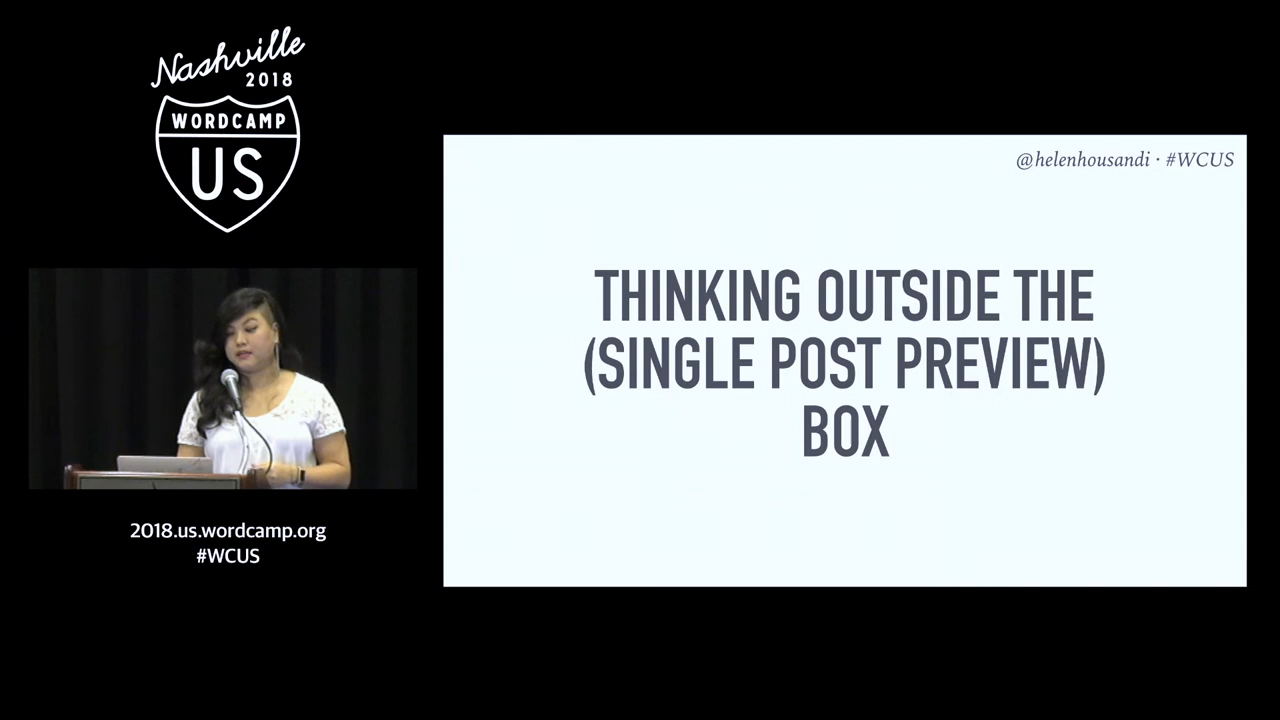 Nashville
2018
WORDCAMP
US
@helenhousandi · #WCUS
THINKING OUTSIDE THE
(SINGLE POST PREVIEW)
BOX
2018.us.wordcamp.org
#WCUS